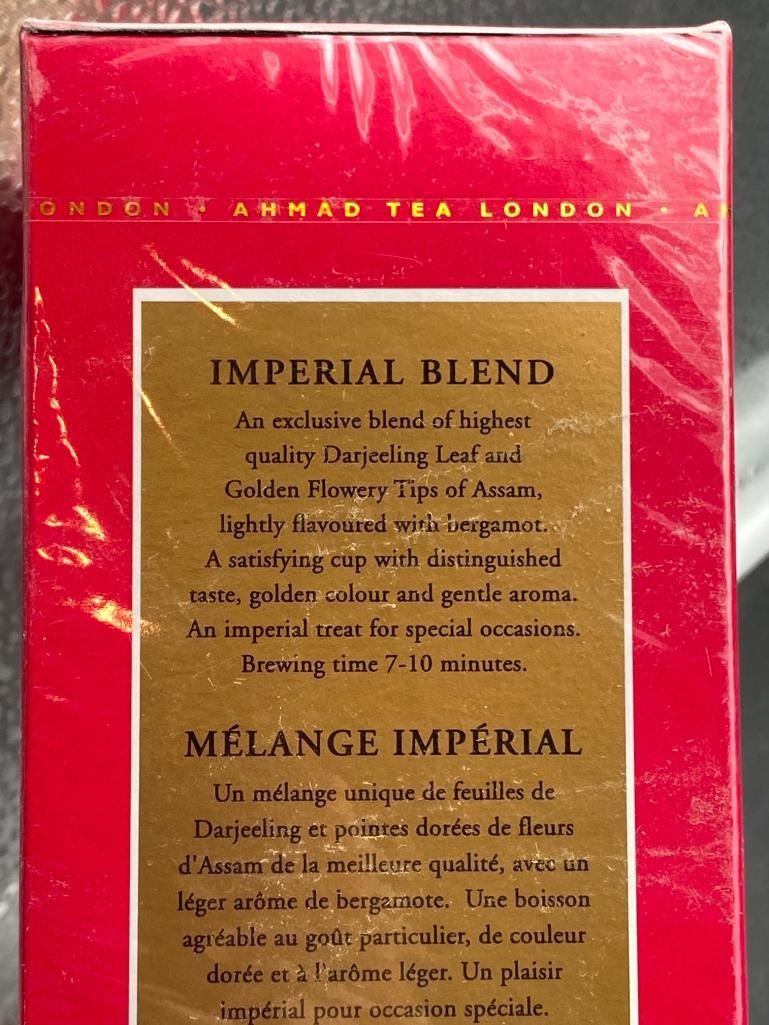 ONDON • AHMAD TEA LONDON • AH
IMPERIAL BLEND
An exclusive blend of highest
quality Darjeeling Leaf and
Golden Flowery Tips of Assam,
lightly flavoured with bergamot.
A satisfying cup with distinguished
taste, golden colour and gentle aroma.
An imperial treat for special occasions.
Brewing time 7-10 minutes.
MÉLANGE IMPÉRIAL
Un mélange unique de feuilles de
Darjeeling et pointes dorées de fleurs
d'Assam de la meilleure qualité, avec un
léger arôme de bergamote. Une boisson
agréable au goût particulier, de couleur
dorée et à l'arôme léger. Un plaisir
impérial pour occasion spéciale.